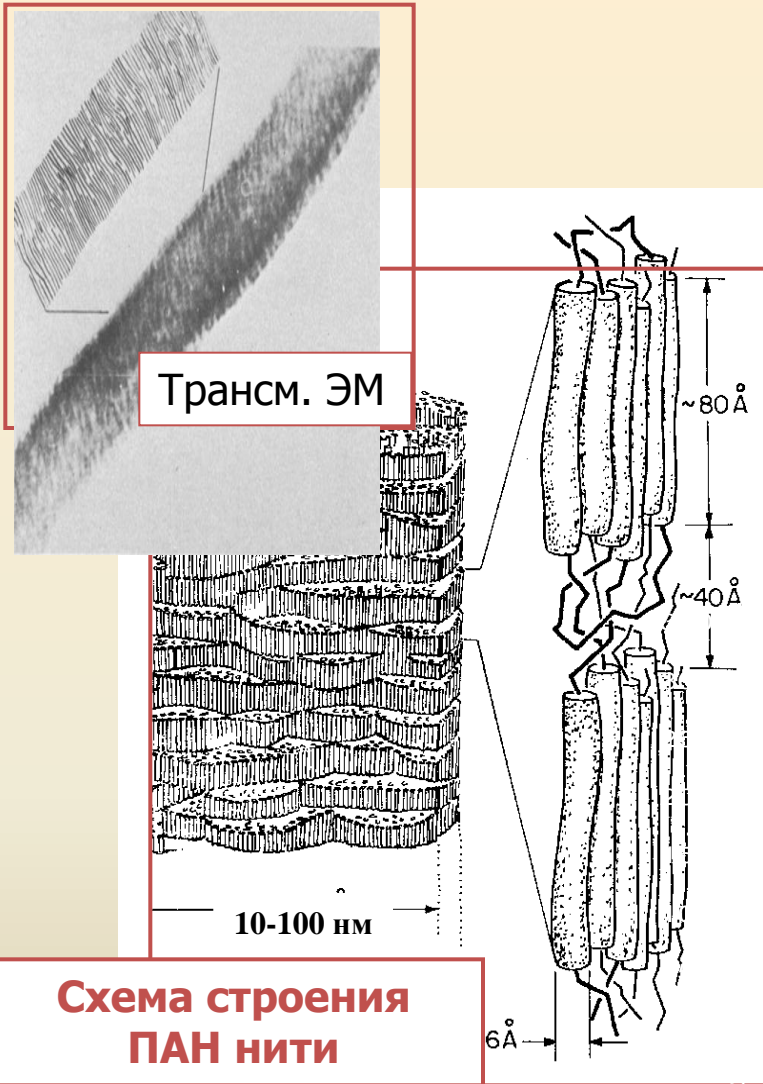 Трансм. ЭМ
~80Å
~40Å
10-100 нм
Схема строения
ПАН нити
6Å